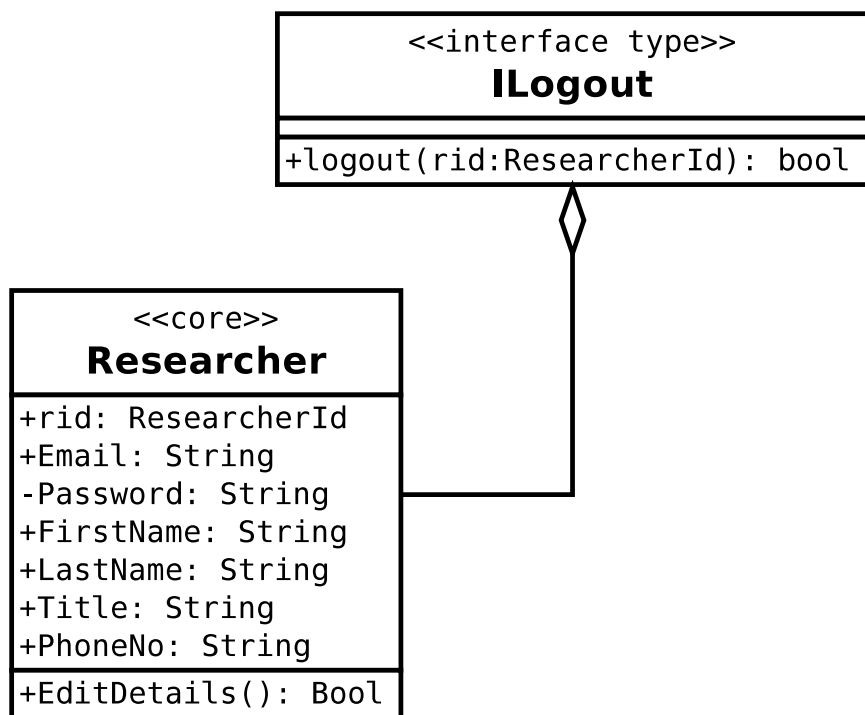 <<interface type>>
ILogout
+logout(rid:ResearcherId): bool
<<core>>
Researcher
+rid: ResearcherId
+Email: String
-Password: String
+FirstName: String
+LastName: String
+Title: String
+PhoneNo: String
+EditDetails(): Bool